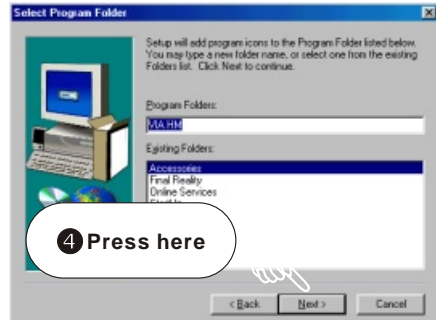 Select Program Folder
Setup will add program icons to the Program Folder listed below.
You may type a new folder name, or select one from the existing
Folders list. Click Next to continue.
Program Folders:
VIA HM
Existing Folders:
Accessories
Final Reality
Online Services
StartUp
4 Press here
< Back
Next >
Cancel